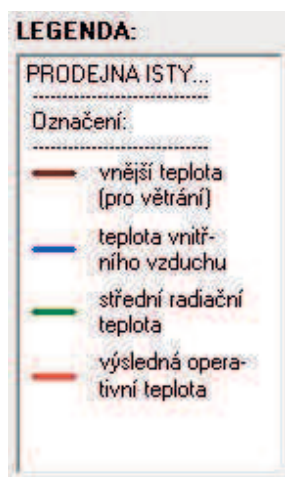 LEGENDA:
PRODEJNA ISTY...
--------------------------------
Označení:
--------------------------------
vnější teplota
(pro větrání)
teplota vnitř-
ního vzduchu
střední radiační
teplota
výsledná opera-
tivní teplota